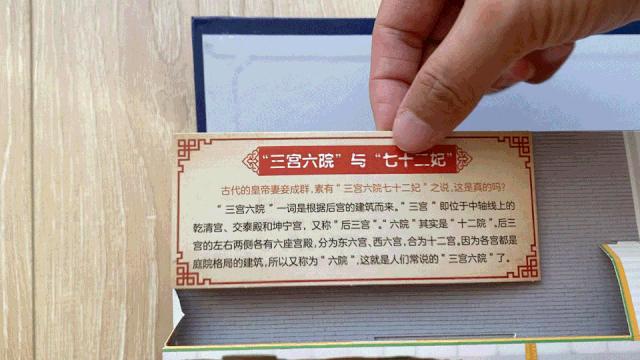 “三宫六院”与“七十二妃”
古代的皇帝妻妾成群，素有“三宫六院七十二妃”之说，这是真的吗？
“三宫六院”一词是根据后宫的建筑而来。“三宫”即位于中轴线上的
乾清宫、交泰殿和坤宁宫，又称“后三宫”。“六院”其实是“十二院”。后三
宫的左右两侧各有六座宫殿，分为东六宫、西六宫，合为十二宫。因为各宫都是
庭院格局的建筑，所以又称为“六院”，这就是人们常说的“三宫六院”了。